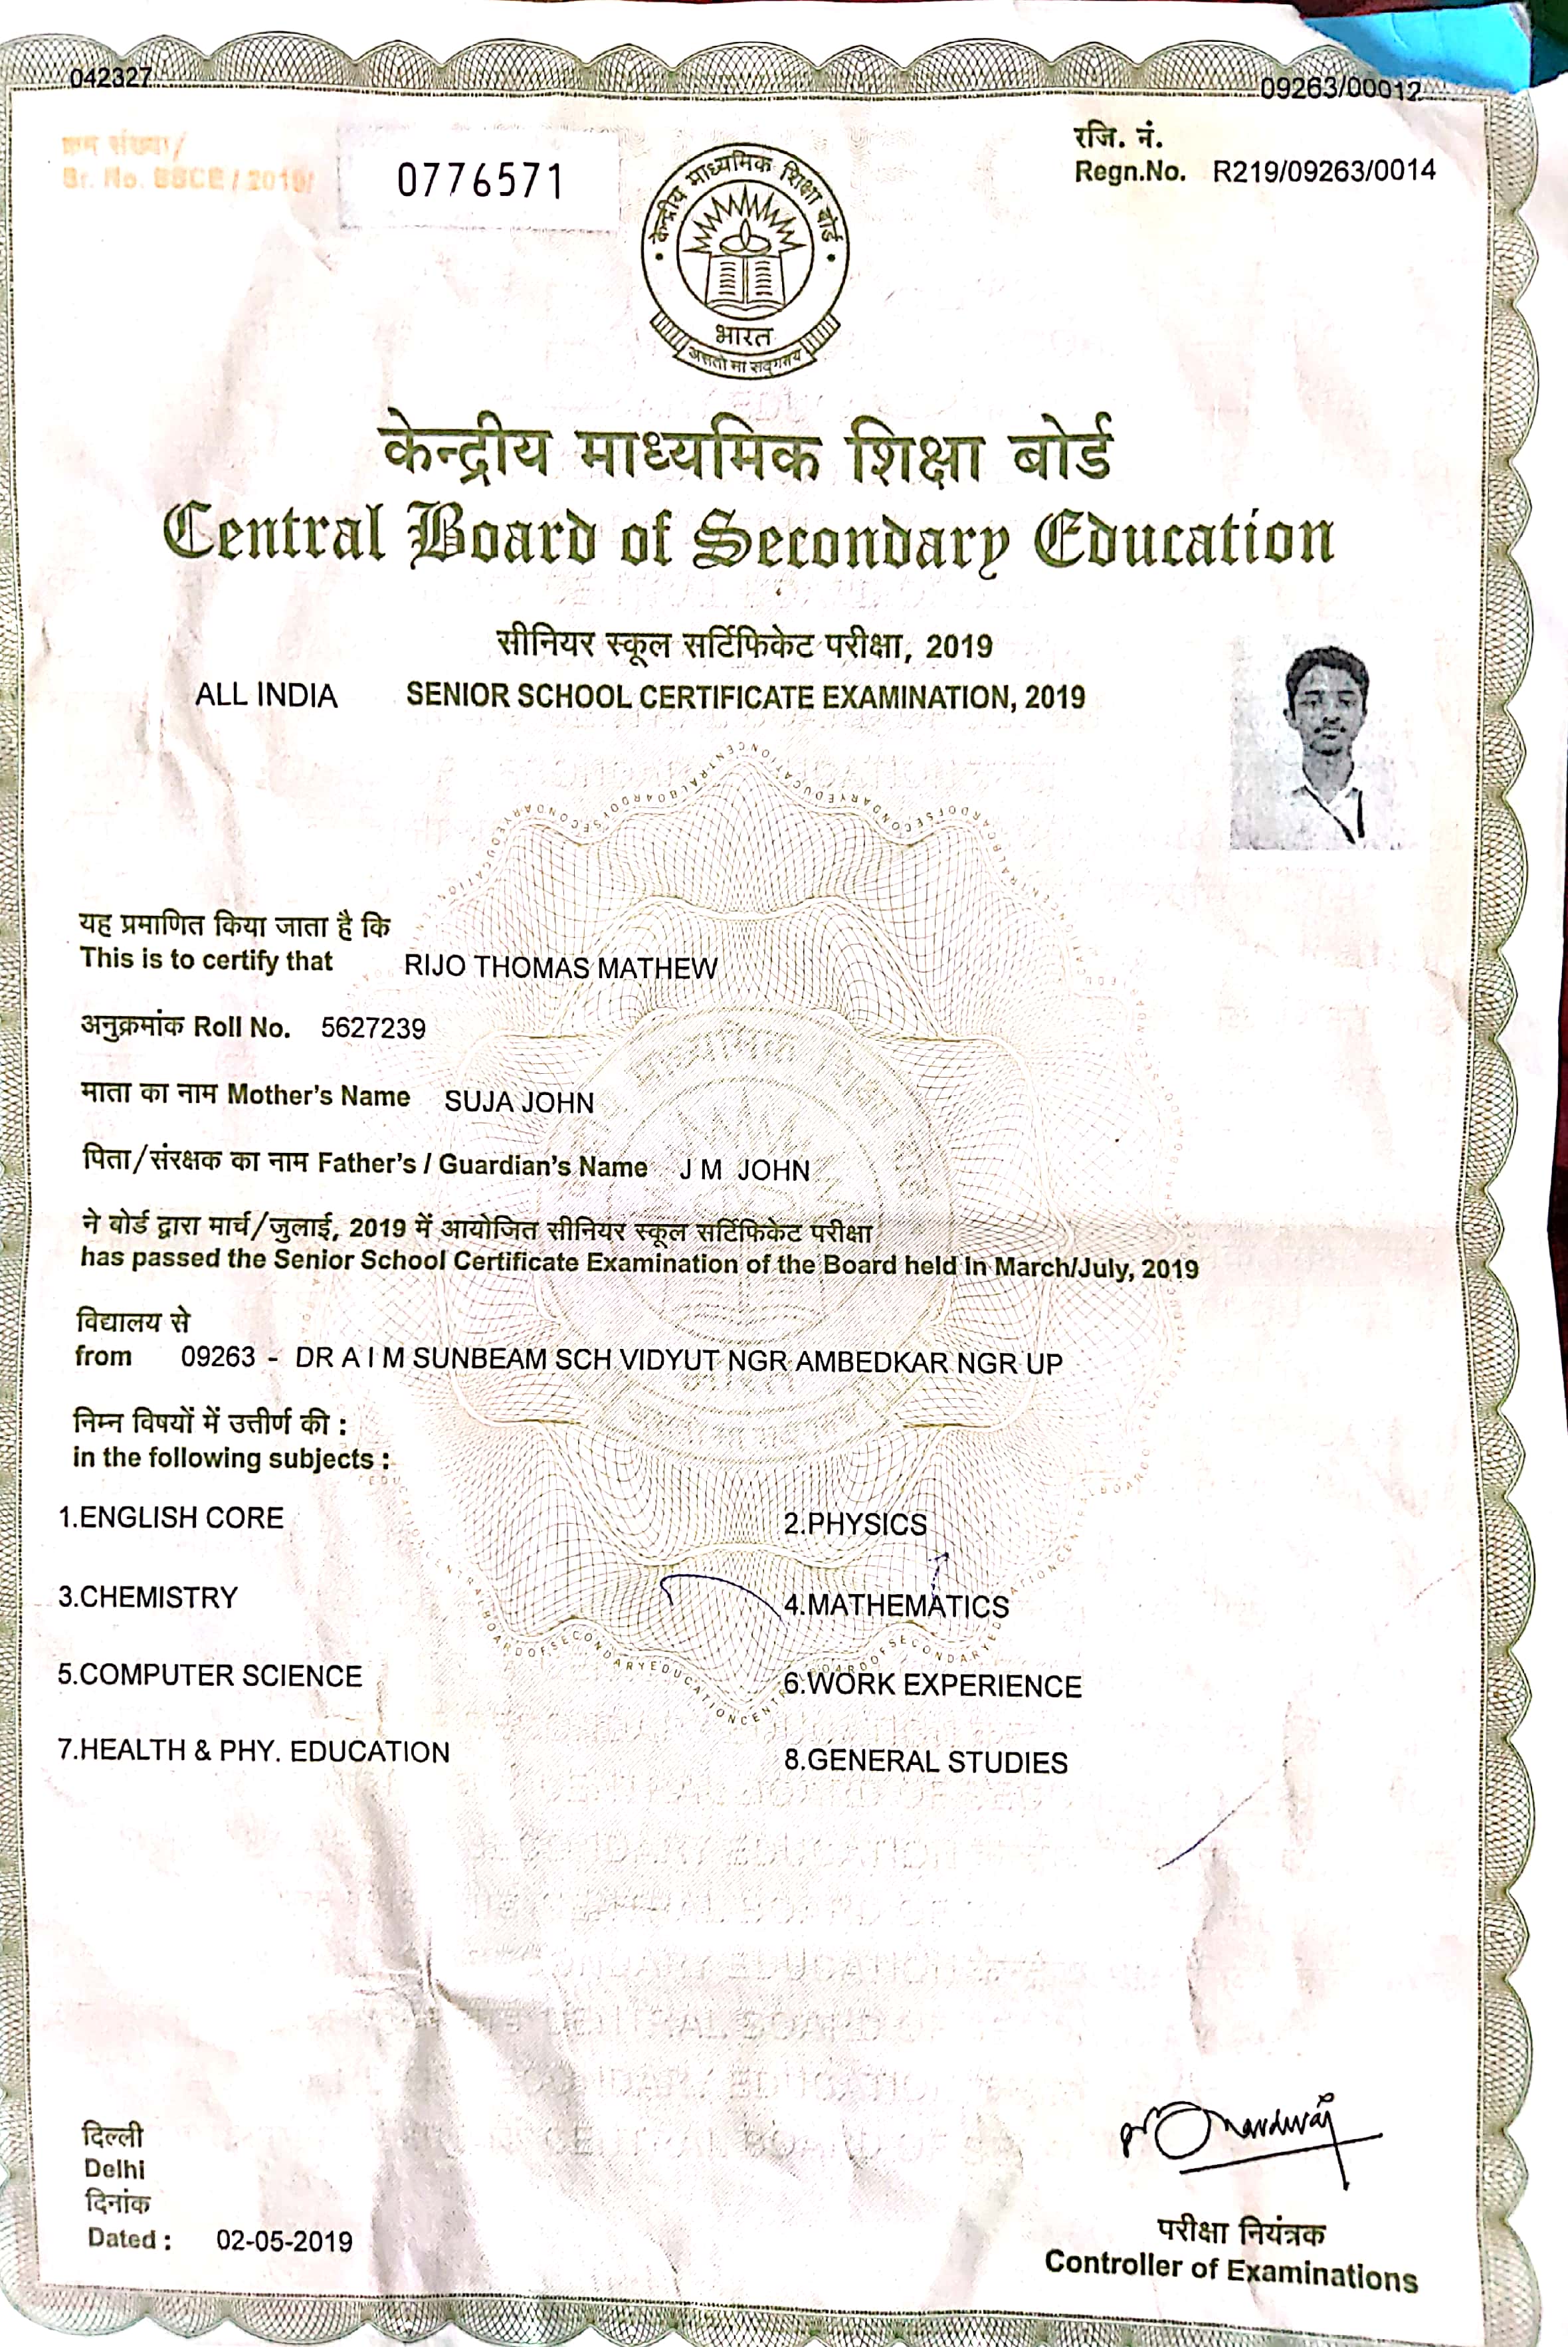 042327
09263/00012
क्रम संख्या/
Sr. No. SSCE / 2019/
0776571
रजि. नं.
Regn.No. R219/09263/0014
केन्द्रीय माध्यमिक शिक्षा बोर्ड
भारत
असतो मा सद्गमय
केन्द्रीय माध्यमिक शिक्षा बोर्ड
Central Board of Secondary Education
सीनियर स्कूल सर्टिफिकेट परीक्षा, 2019
ALL INDIA SENIOR SCHOOL CERTIFICATE EXAMINATION, 2019
यह प्रमाणित किया जाता है कि
This is to certify that RIJO THOMAS MATHEW
अनुक्रमांक Roll No. 5627239
माता का नाम Mother's Name SUJA JOHN
पिता/संरक्षक का नाम Father's / Guardian's Name J M JOHN
ने बोर्ड द्वारा मार्च/जुलाई, 2019 में आयोजित सीनियर स्कूल सर्टिफिकेट परीक्षा
has passed the Senior School Certificate Examination of the Board held in March/July, 2019
विद्यालय से
from 09263 - DR A I M SUNBEAM SCH VIDYUT NGR AMBEDKAR NGR UP
निम्न विषयों में उत्तीर्ण की :
in the following subjects :
1.ENGLISH CORE 2.PHYSICS
3.CHEMISTRY 4.MATHEMATICS
5.COMPUTER SCIENCE 6.WORK EXPERIENCE
7.HEALTH & PHY. EDUCATION 8.GENERAL STUDIES
दिल्ली
Delhi
दिनांक
Dated : 02-05-2019
परीक्षा नियंत्रक
Controller of Examinations